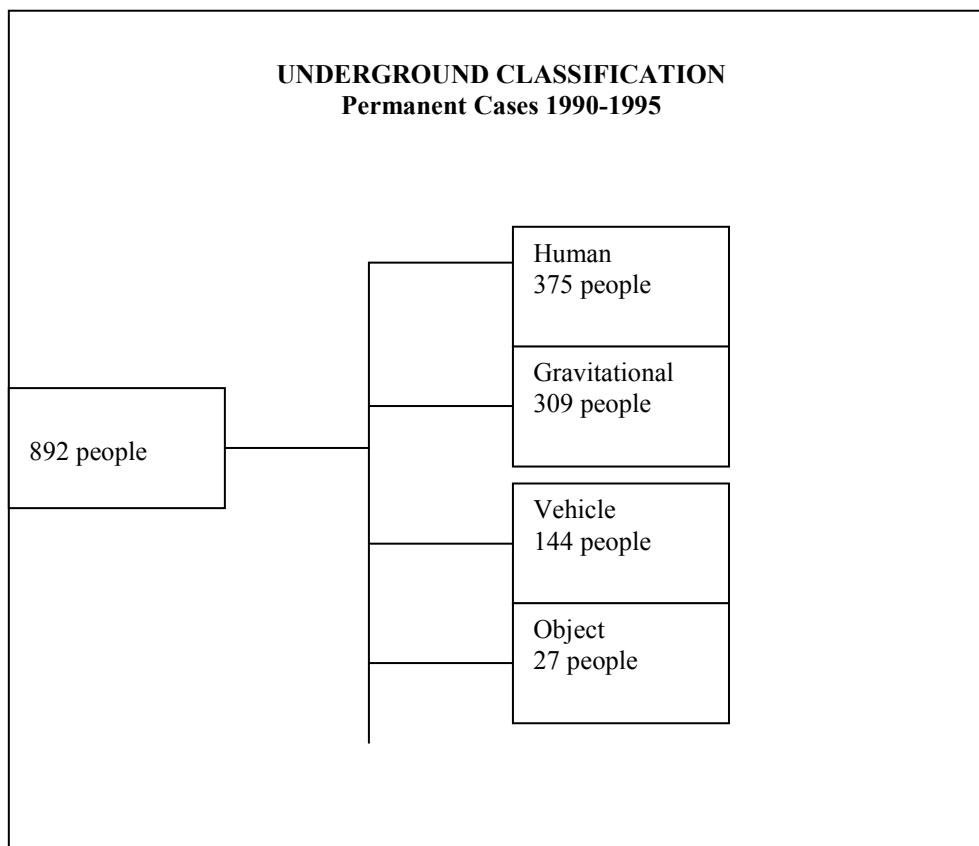 UNDERGROUND CLASSIFICATION
Permanent Cases 1990-1995
Human
375 people
Gravitational
309 people
892 people
Vehicle
144 people
Object
27 people